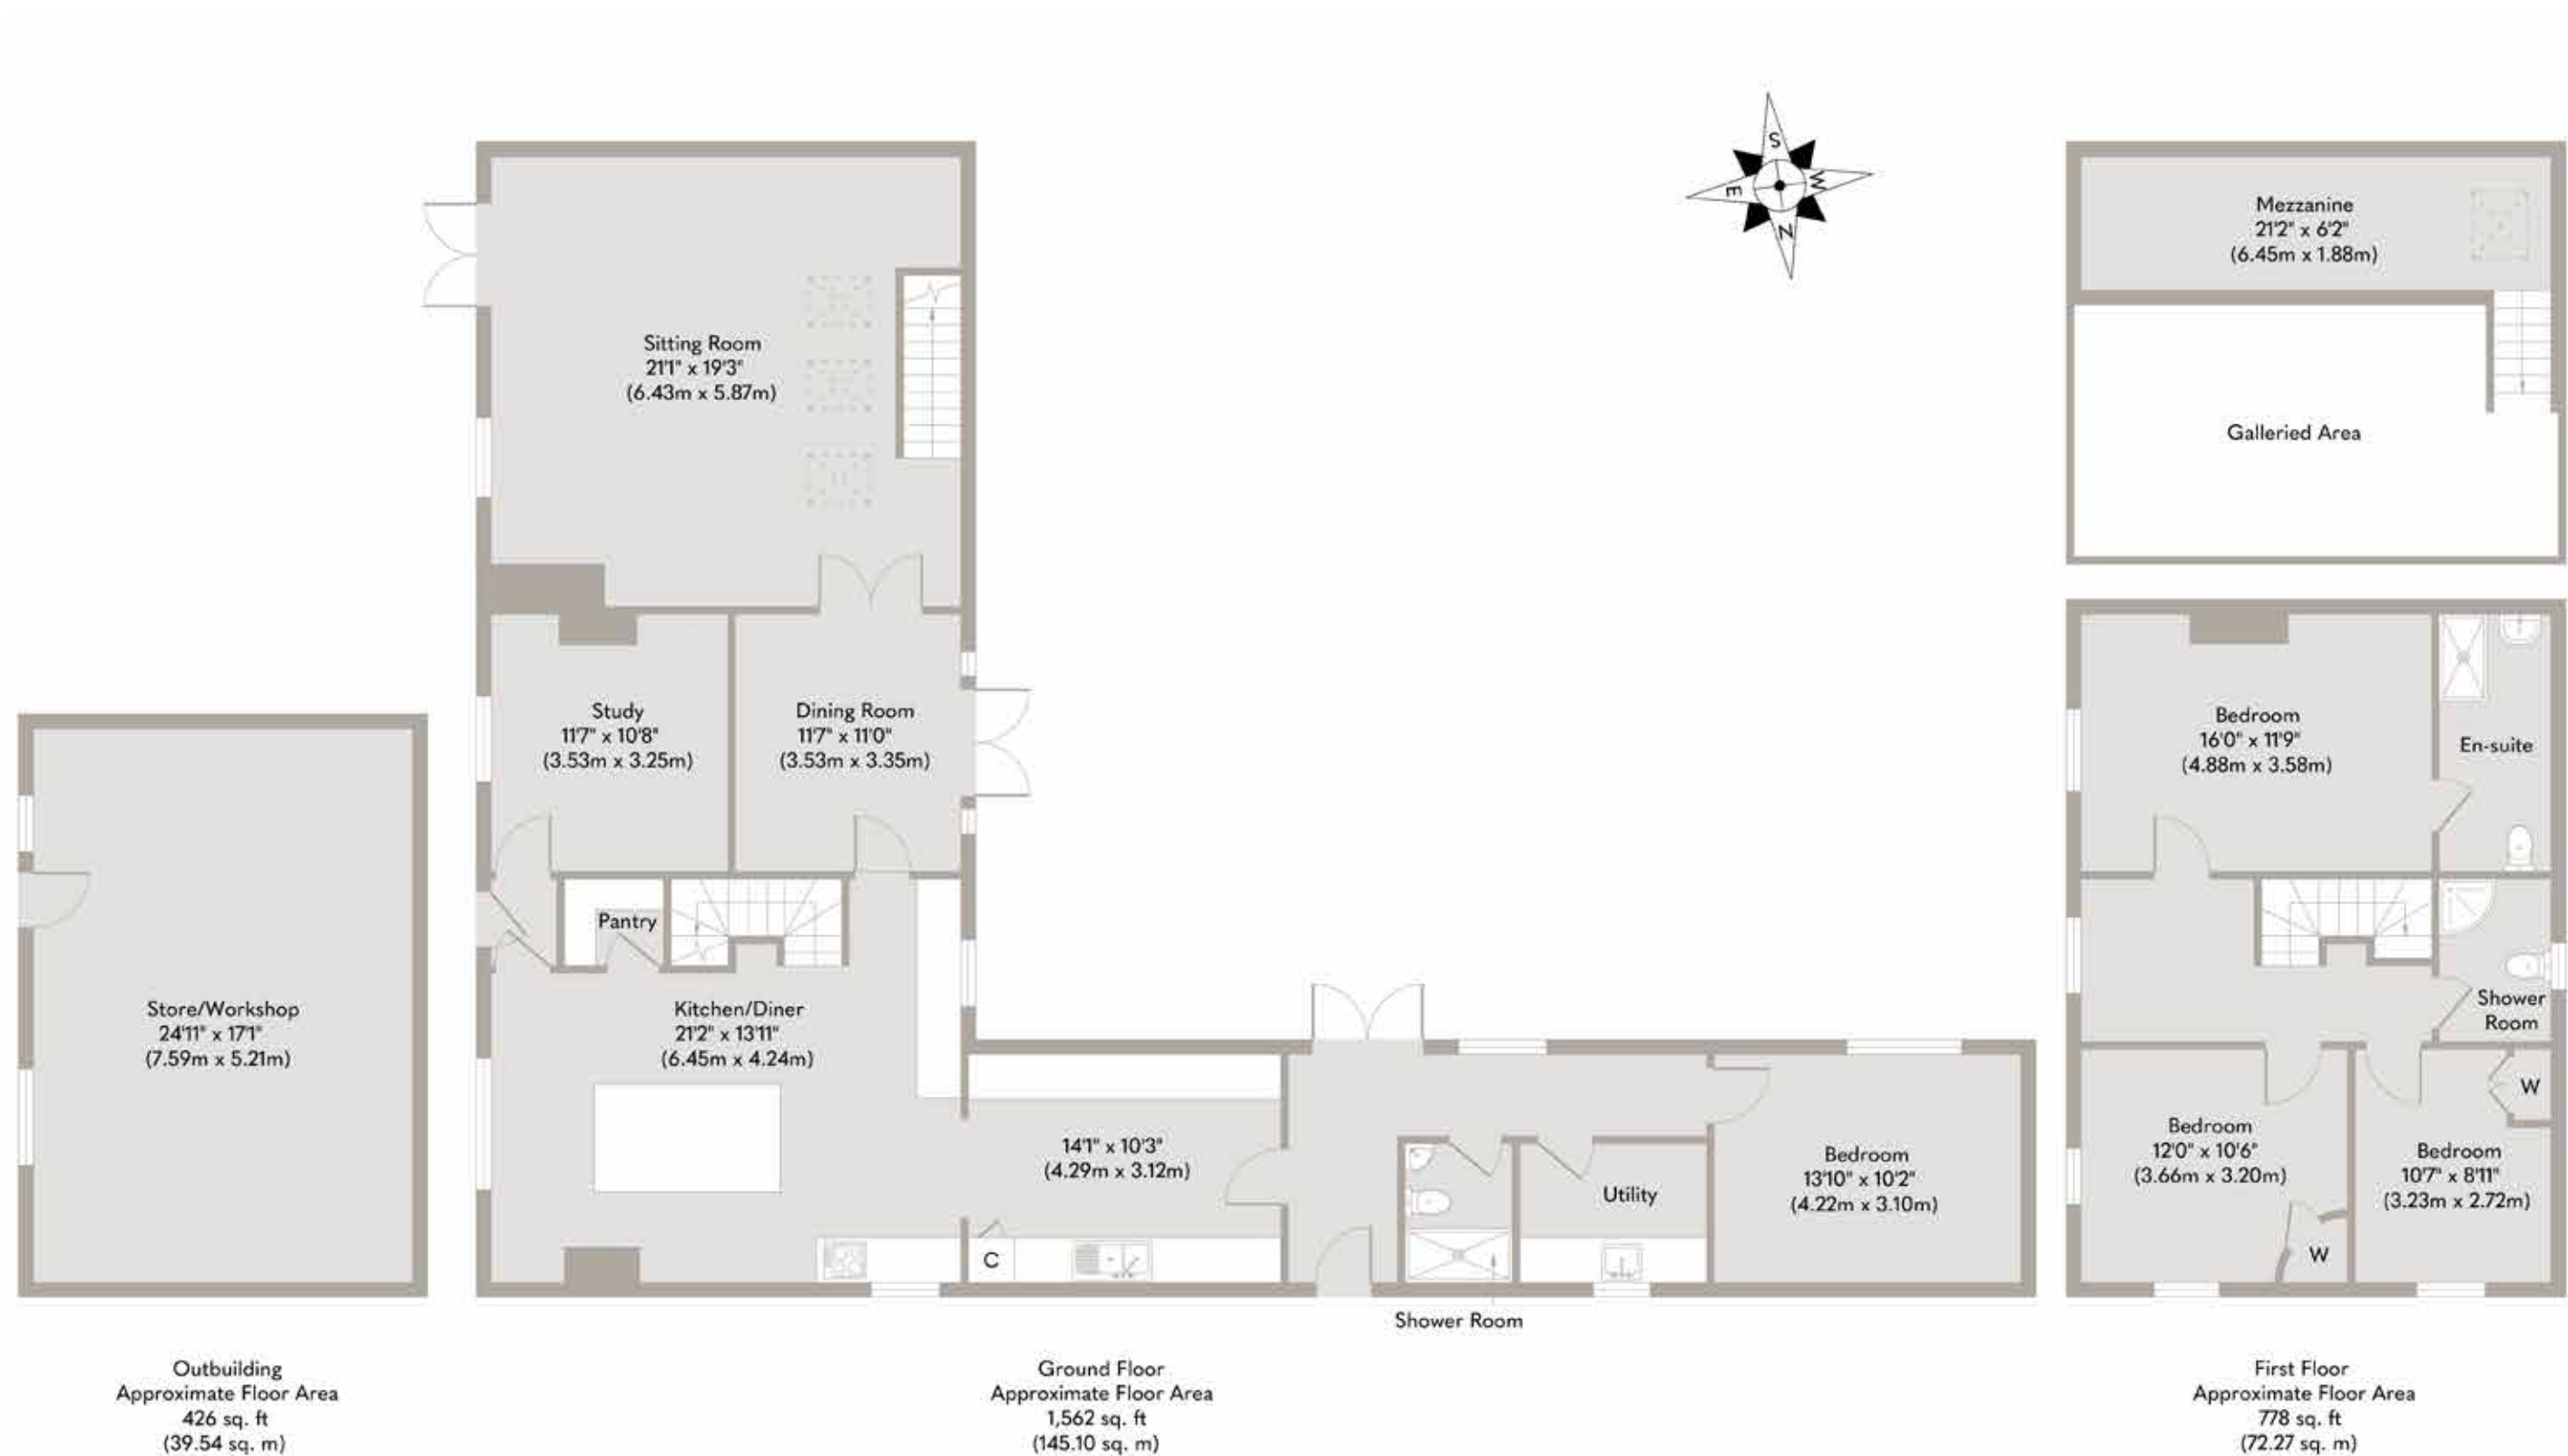 S
E
W
N
Mezzanine
21'2" x 6'2"
(6.45m x 1.88m)
Galleried Area
Sitting Room
21'1" x 19'3"
(6.43m x 5.87m)
Study
11'7" x 10'8"
(3.53m x 3.25m)
Dining Room
11'7" x 11'0"
(3.53m x 3.35m)
Bedroom
16'0" x 11'9"
(4.88m x 3.58m)
En-suite
Pantry
Store/Workshop
24'11" x 17'1"
(7.59m x 5.21m)
Kitchen/Diner
21'2" x 13'11"
(6.45m x 4.24m)
14'1" x 10'3"
(4.29m x 3.12m)
C
Utility
Bedroom
13'10" x 10'2"
(4.22m x 3.10m)
Shower Room
Shower
Room
W
Bedroom
12'0" x 10'6"
(3.66m x 3.20m)
W
Bedroom
10'7" x 8'11"
(3.23m x 2.72m)
Outbuilding
Approximate Floor Area
426 sq. ft
(39.54 sq. m)
Ground Floor
Approximate Floor Area
1,562 sq. ft
(145.10 sq. m)
First Floor
Approximate Floor Area
778 sq. ft
(72.27 sq. m)